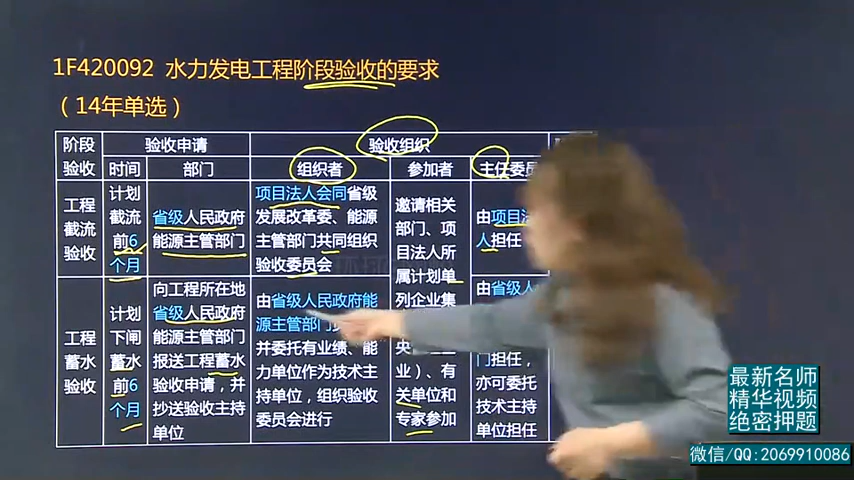 1F420092 水力发电工程阶段验收的要求
（14年单选）
阶段
验收
验收申请
验收组织
时间
部门
组织者
参加者
主任委员
工程
截流
验收
计划
截流
前6
个月
省级人民政府
能源主管部门
项目法人会同省级
发展改革委、能源
主管部门共同组织
验收委员会
邀请相关
部门、项
目法人所
属计划单
列企业集
央
业）、有
关单位和
专家参加
由项目法
人担任
工程
蓄水
验收
计划
下闸
蓄水
前6
个月
向工程所在地
省级人民政府
能源主管部门
报送工程蓄水
验收申请，并
抄送验收主持
单位
由省级人民政府能
源主管部门
并委托有业绩、能
力单位作为技术主
持单位，组织验收
委员会进行
由省级人
门担任，
亦可委托
技术主持
单位担任
最新名师
精华视频
绝密押题
微信/QQ:2069910086